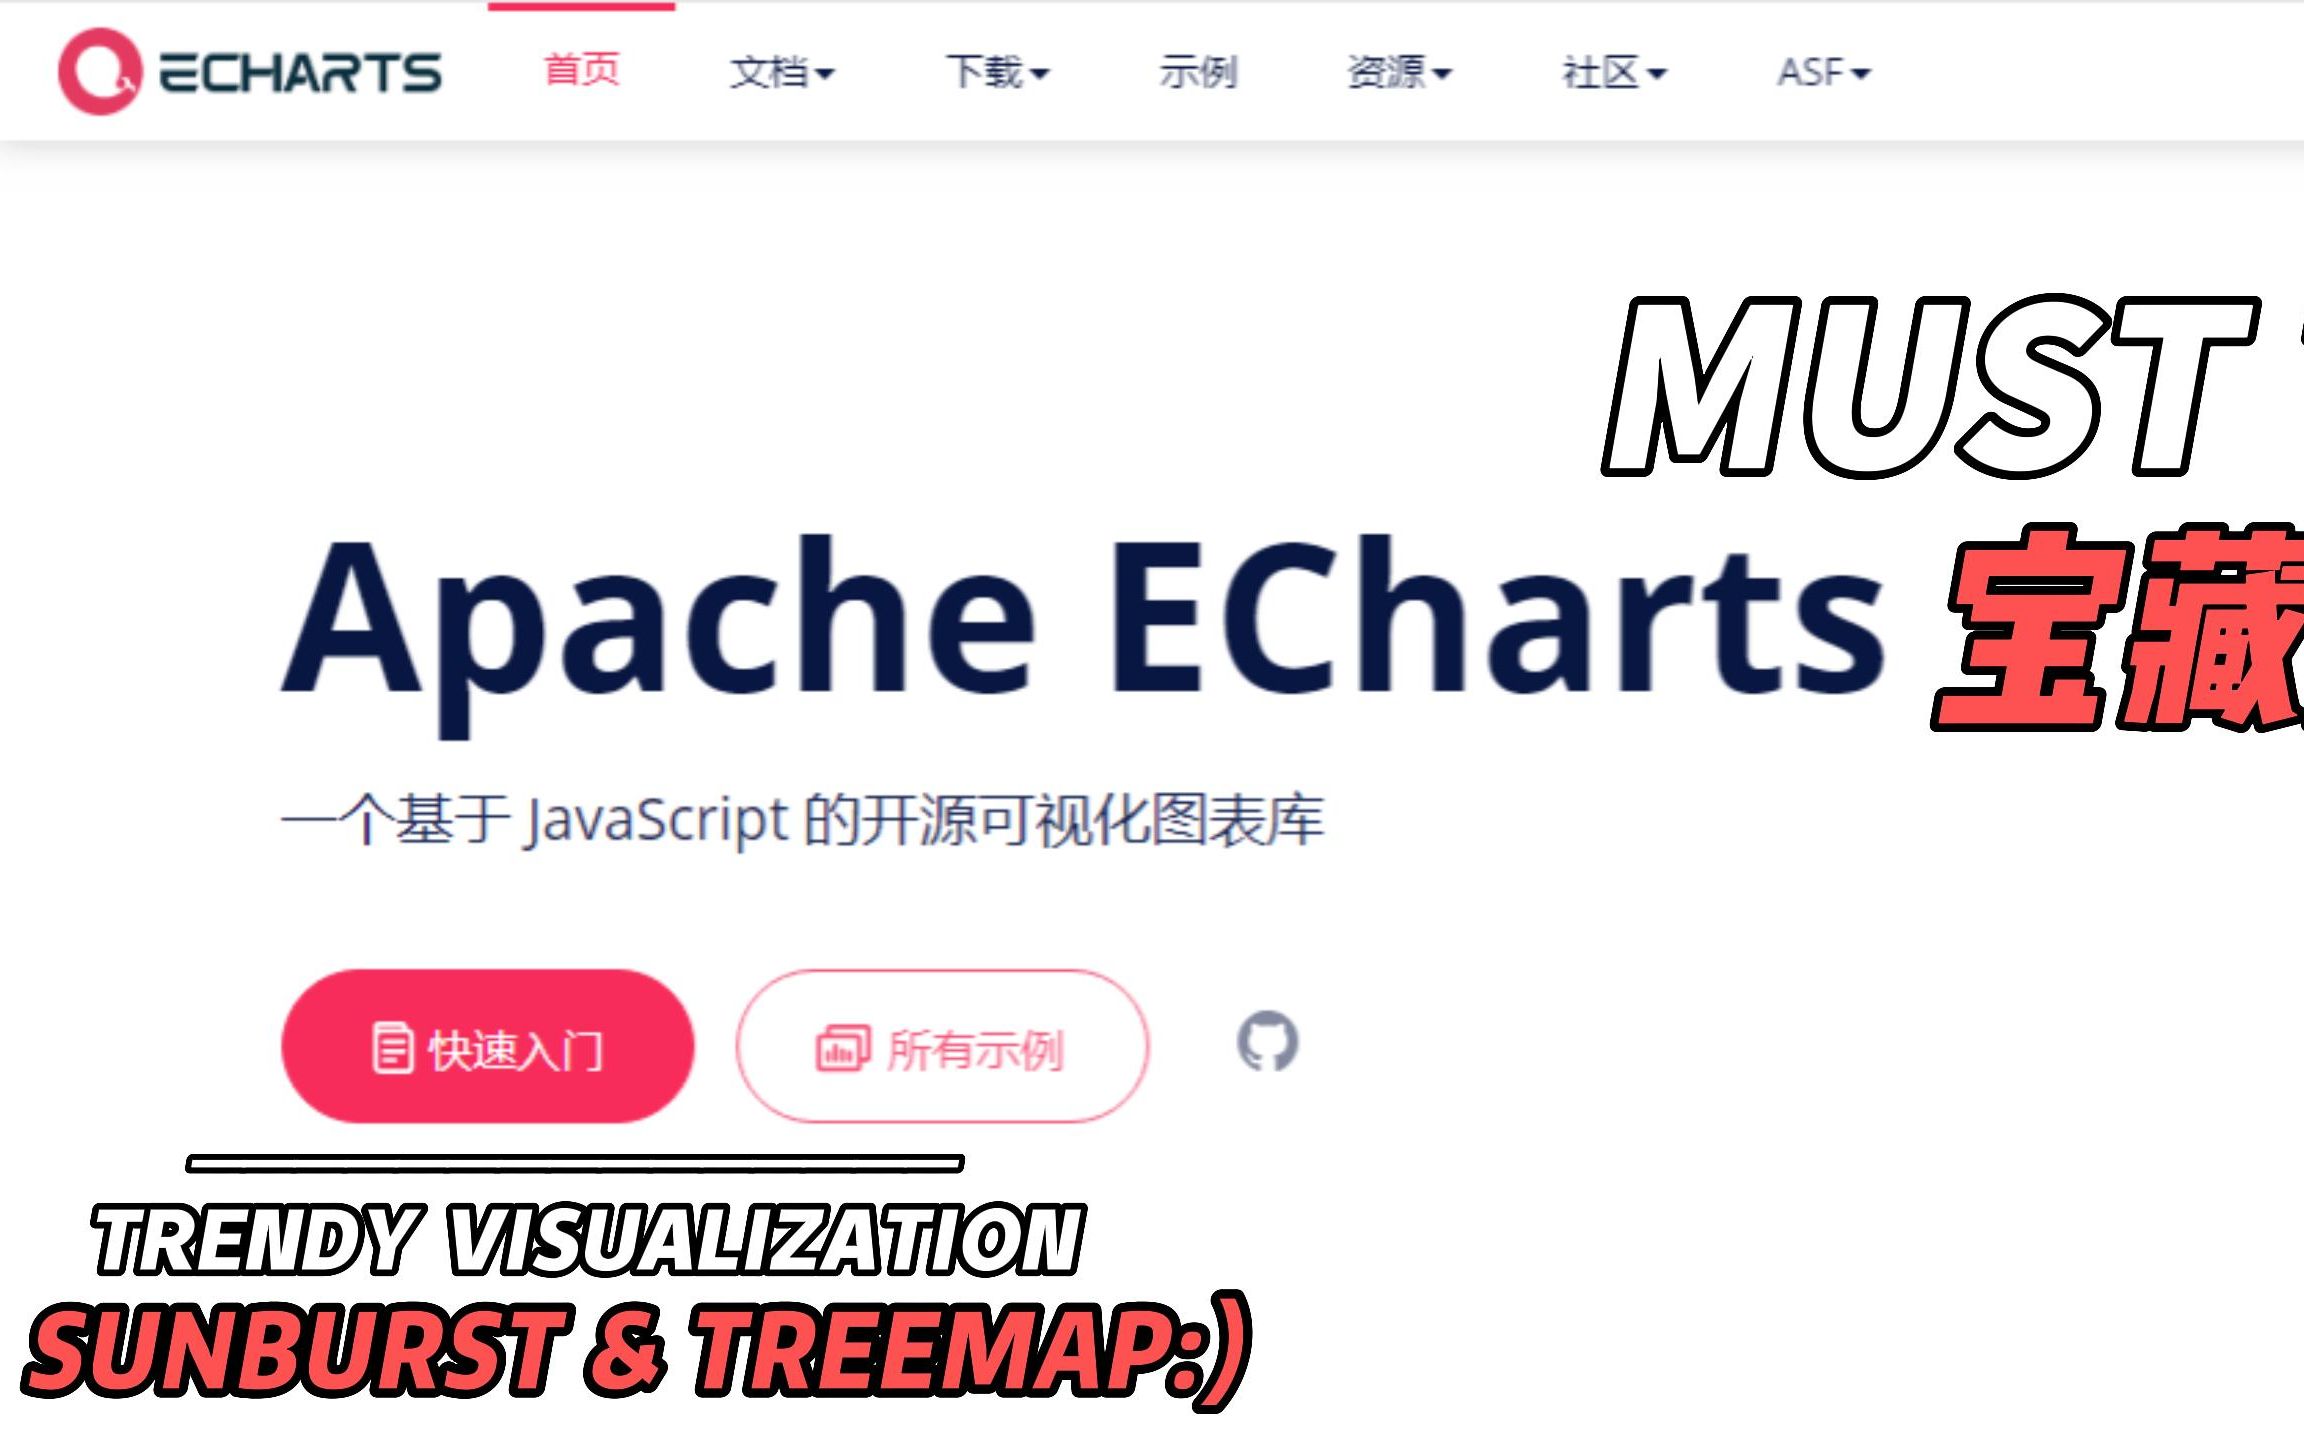 ECHARTS 首页 文档 下载 示例 资源 社区 ASF
MUST
Apache ECharts 宝藏
一个基于 JavaScript 的开源可视化图表库
快速入门 所有示例
TRENDY VISUALIZATION
SUNBURST & TREEMAP:)